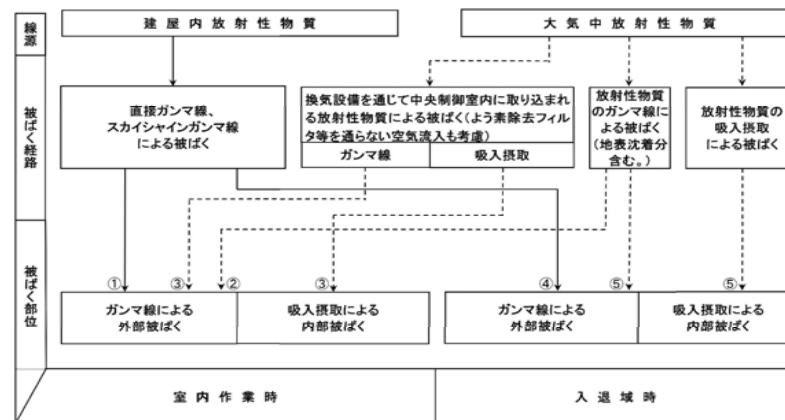 線源
建屋内放射性物質
大気中放射性物質
被ばく経路
直接ガンマ線、
スカイシャインガンマ線
による被ばく
換気設備を通じて中央制御室内に取り込まれ
る放射性物質による被ばく(よう素除去フィル
タ等を通らない空気流入も考慮)
ガンマ線
吸入摂取
放射性物質
のガンマ線に
よる被ばく
(地表沈着分
含む。)
放射性物質の
吸入摂取
による被ばく
被ばく部位
①
③
②
③
④
⑤
⑤
ガンマ線による
外部被ばく
吸入摂取による
内部被ばく
ガンマ線による
外部被ばく
吸入摂取による
内部被ばく
室内作業時
入退域時